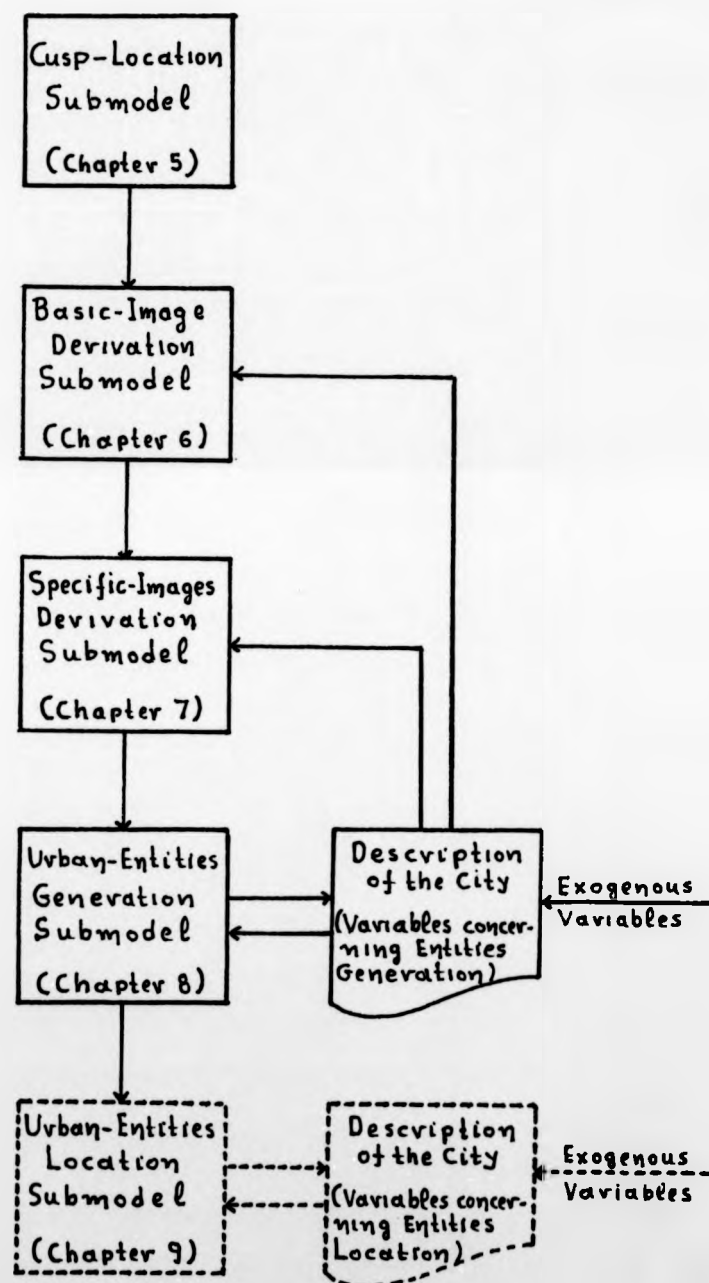 Cusp-Location
Submodel
(Chapter 5)
Basic-Image
Derivation
Submodel
(Chapter 6)
Specific-Images
Derivation
Submodel
(Chapter 7)
Urban-Entities
Generation
Submodel
(Chapter 8)
Description
of the City
(Variables concer-
ning Entities
Generation)
Exogenous
Variables
Urban-Entities
Location
Submodel
(Chapter 9)
Description
of the City
(Variables concer-
ning Entities
Location)
Exogenous
Variables